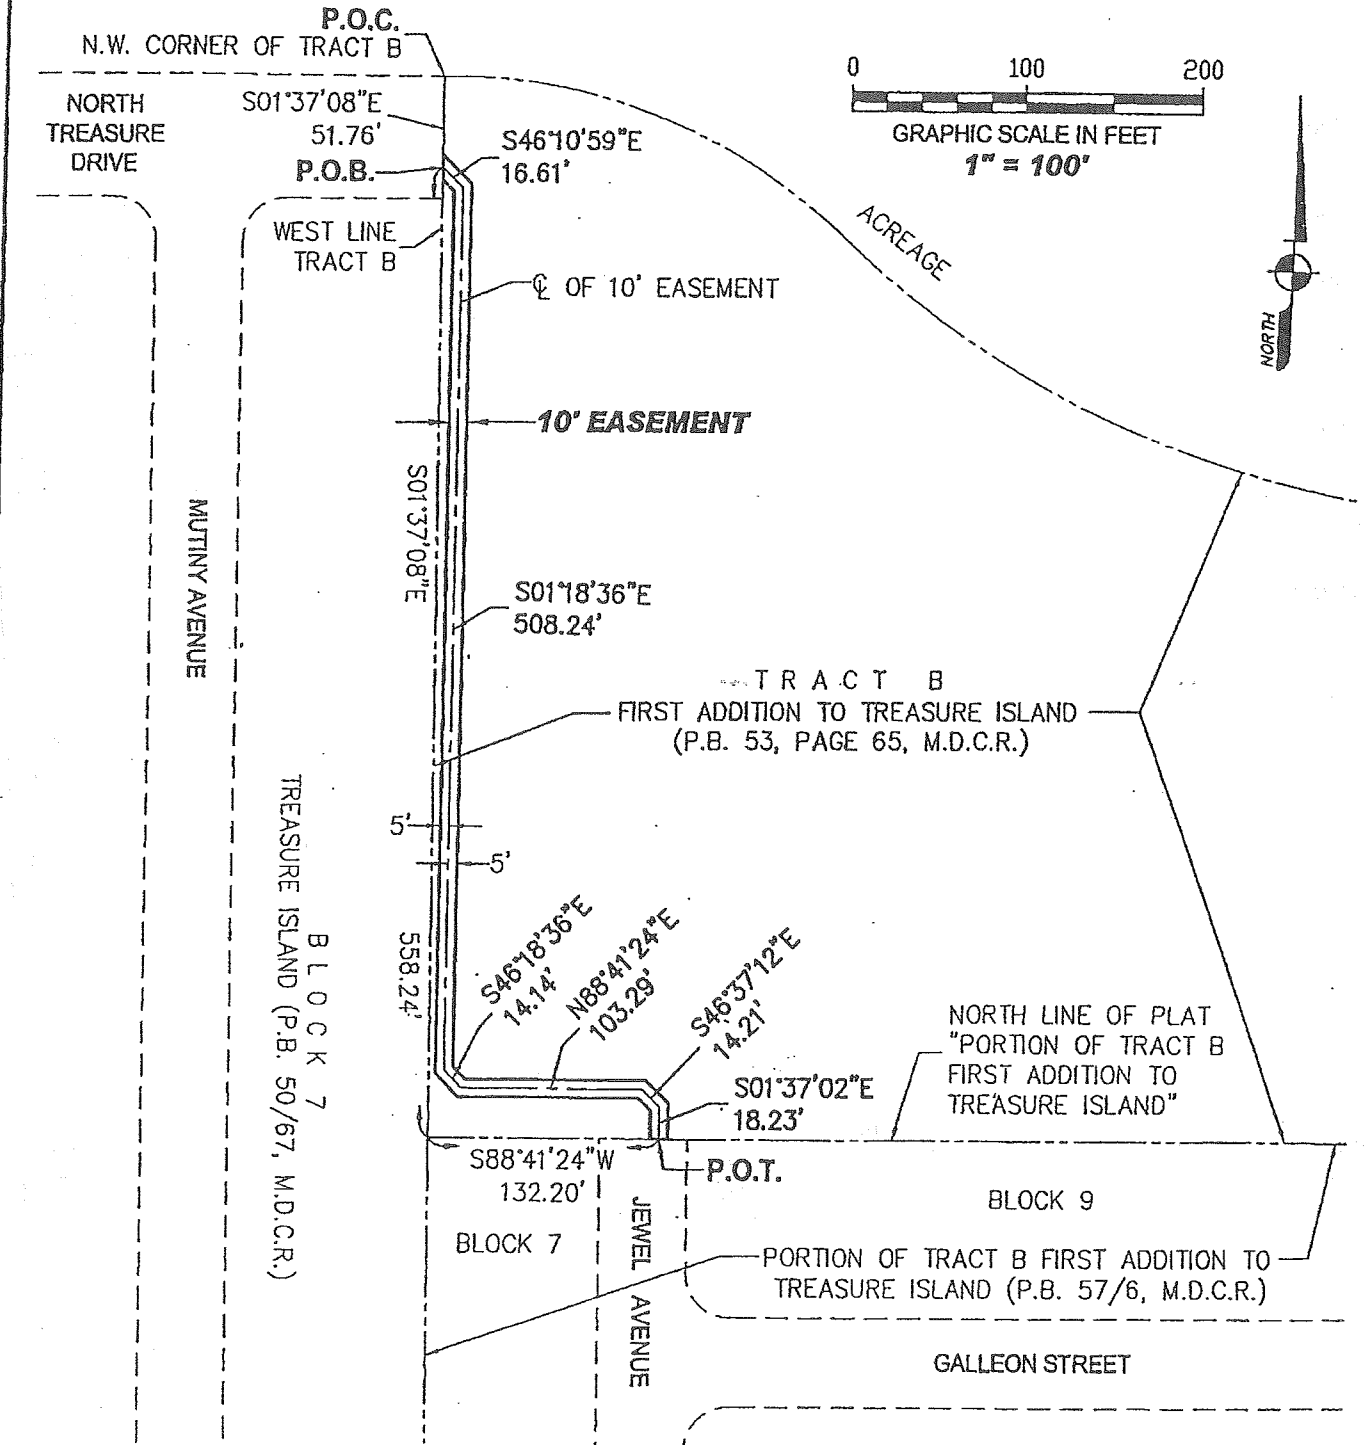 P.O.C.
N.W. CORNER OF TRACT B
0 100 200
GRAPHIC SCALE IN FEET
1" = 100'
NORTH
TREASURE
DRIVE
S01°37'08"E
51.76'
P.O.B.
S46°10'59"E
16.61'
WEST LINE
TRACT B
ACREAGE
℄ OF 10' EASEMENT
NORTH
10' EASEMENT
S01°37'08"E
MUTINY AVENUE
S01°18'36"E
508.24'
TRACT B
FIRST ADDITION TO TREASURE ISLAND
(P.B. 53, PAGE 65, M.D.C.R.)
5'
5'
BLOCK 7
TREASURE ISLAND (P.B. 50/67, M.D.C.R.)
558.24'
S46°18'36"E
14.14'
N88°41'24"E
103.29'
S46°37'12"E
14.21'
S01°37'02"E
18.23'
NORTH LINE OF PLAT
"PORTION OF TRACT B
FIRST ADDITION TO
TREASURE ISLAND"
S88°41'24"W
132.20'
P.O.T.
BLOCK 7
JEWEL AVENUE
BLOCK 9
PORTION OF TRACT B FIRST ADDITION TO
TREASURE ISLAND (P.B. 57/6, M.D.C.R.)
GALLEON STREET